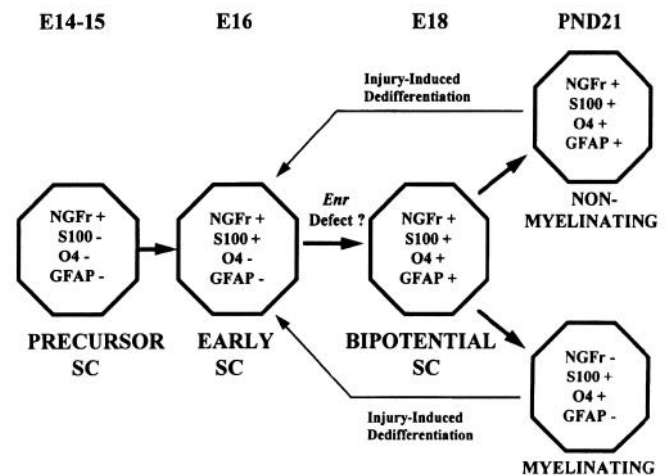 E14-15 E16 E18 PND21
Injury-Induced
Dedifferentiation
NGFr +
S100 +
O4 +
GFAP +
NON-
MYELINATING
NGFr +
S100 -
O4 -
GFAP -
PRECURSOR
SC
NGFr +
S100 +
O4 -
GFAP -
EARLY
SC
Enr
Defect ?
NGFr +
S100 +
O4 +
GFAP +
BIPOTENTIAL
SC
NGFr -
S100 +
O4 +
GFAP -
MYELINATING
Injury-Induced
Dedifferentiation